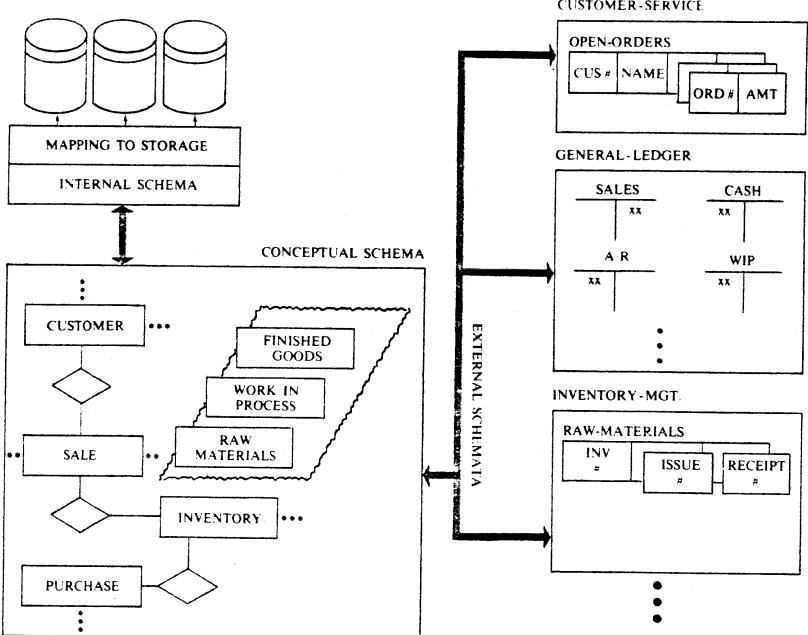 MAPPING TO STORAGE
INTERNAL SCHEMA
CONCEPTUAL SCHEMA
CUSTOMER
FINISHED
GOODS
WORK IN
PROCESS
RAW
MATERIALS
SALE
INVENTORY
PURCHASE
EXTERNAL SCHEMATA
CUSTOMER-SERVICE
OPEN-ORDERS
CUS # NAME
ORD # AMT
GENERAL-LEDGER
SALES CASH
xx xx
A R WIP
xx xx
INVENTORY-MGT.
RAW-MATERIALS
INV
#
ISSUE
#
RECEIPT
#